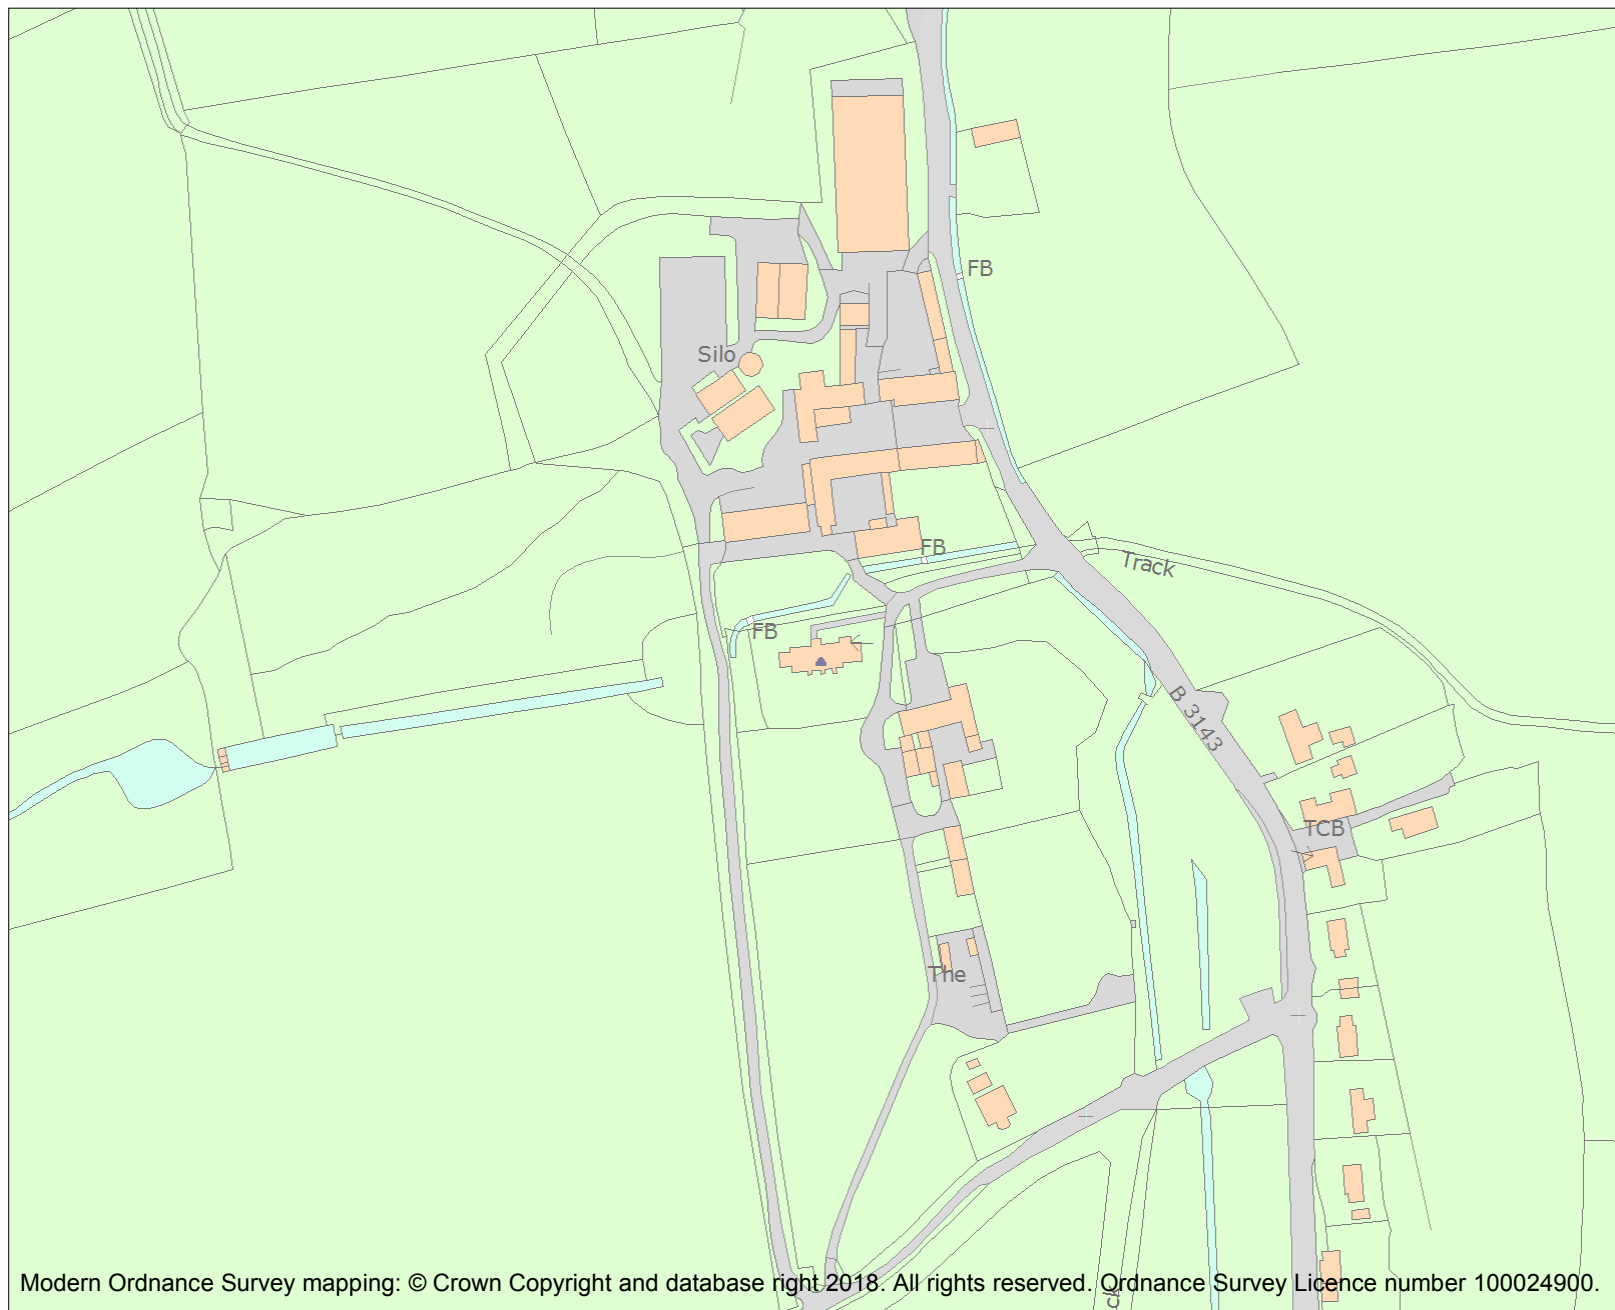 FB
Silo
FB
Track
FB
B 3143
TCB
The
ck
Modern Ordnance Survey mapping: © Crown Copyright and database right 2018. All rights reserved. Ordnance Survey Licence number 100024900.